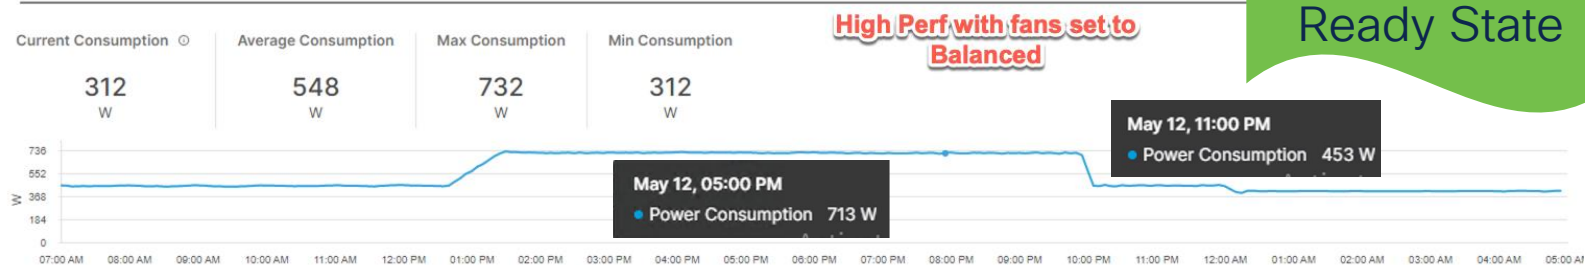 Ready State
High Perf with fans set to
Balanced
Current Consumption ⓘ
Average Consumption
Max Consumption
Min Consumption
312
W
548
W
732
W
312
W
May 12, 11:00 PM
• Power Consumption 453 W
May 12, 05:00 PM
• Power Consumption 713 W
W
736
552
368
184
0
07:00 AM 08:00 AM 09:00 AM 10:00 AM 11:00 AM 12:00 PM 01:00 PM 02:00 PM 03:00 PM 04:00 PM 05:00 PM 06:00 PM 07:00 PM 08:00 PM 09:00 PM 10:00 PM 11:00 PM 12:00 AM 01:00 AM 02:00 AM 03:00 AM 04:00 AM 05:00